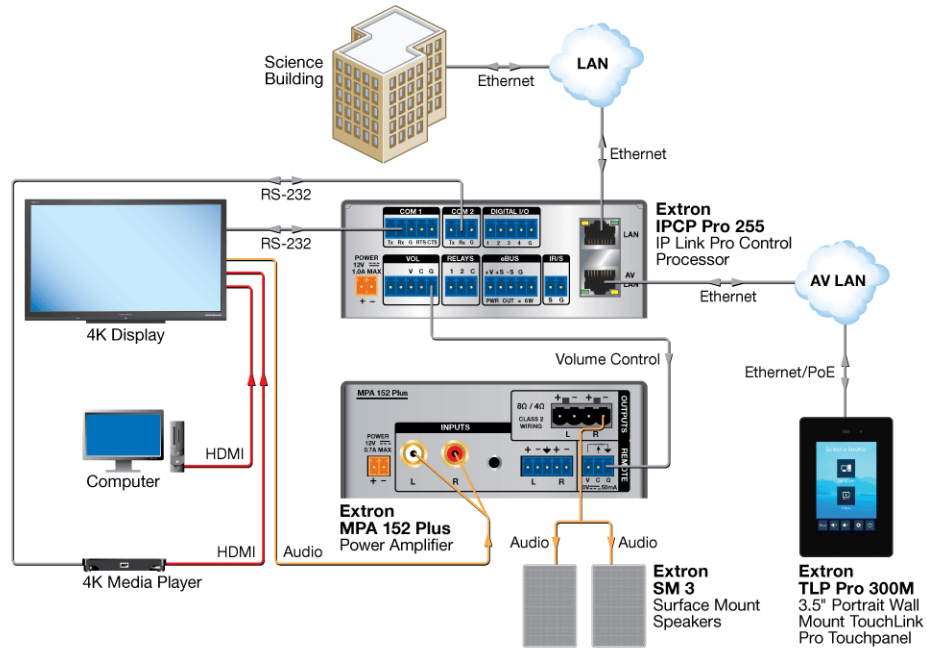 Science
Building
Ethernet
LAN
Ethernet
RS-232
RS-232
COM 1
COM 2
DIGITAL I/O
Tx Rx G RTS CTS
Tx Rx G
1 2 3 4 G
LAN
POWER
12V
1.0A MAX
+ −
VOL
V C G
RELAYS
1 2 C
eBUS
+V +S -S G
PWR OUT = 6W
IR/S
S G
AV
LAN
Extron
IPCP Pro 255
IP Link Pro Control
Processor
Ethernet
AV LAN
Ethernet/PoE
4K Display
Volume Control
MPA 152 Plus
8Ω / 4Ω
CLASS 2
WIRING
+ − + −
L R
OUTPUTS
POWER
12V
0.7A MAX
+ −
INPUTS
L R
+ − + −
L R
REMOTE
V C G
50mA
Computer
HDMI
HDMI
Audio
4K Media Player
Extron
MPA 152 Plus
Power Amplifier
Audio
Audio
Extron
SM 3
Surface Mount
Speakers
Extron
TLP Pro 300M
3.5" Portrait Wall
Mount TouchLink
Pro Touchpanel